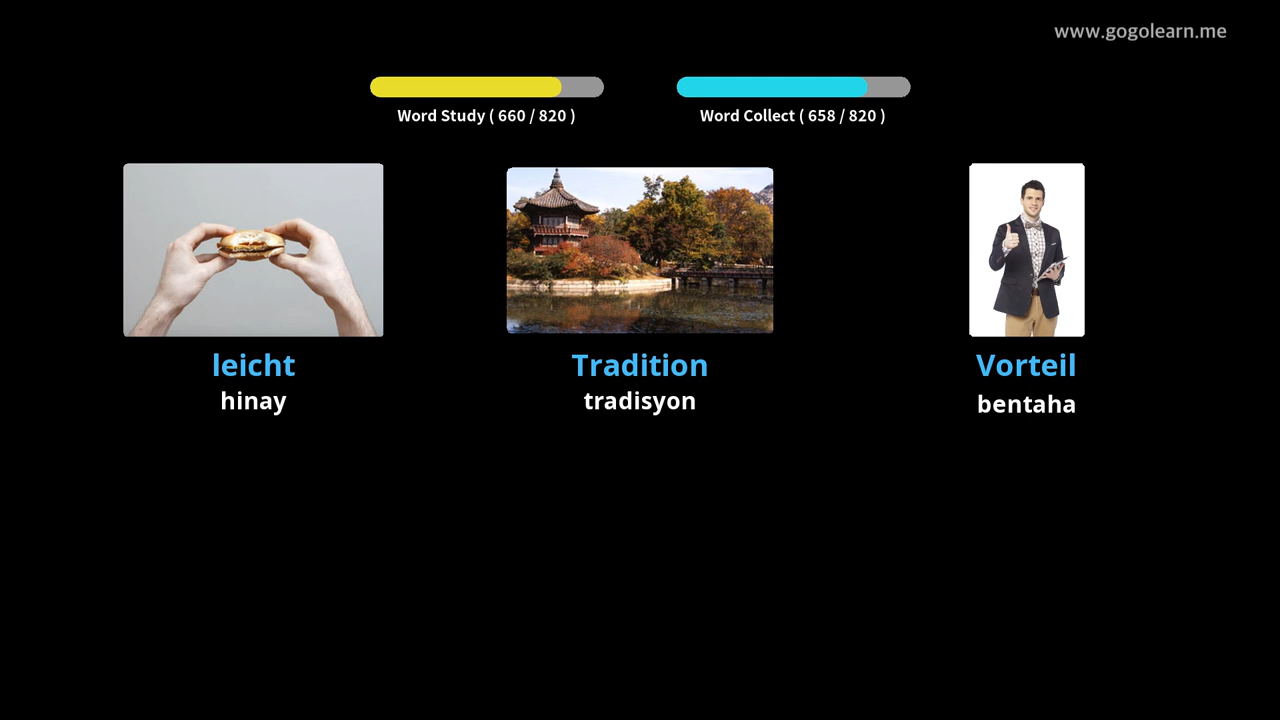 www.gogolearn.me
Word Study ( 660 / 820 )
Word Collect ( 658 / 820 )
leicht
hinay
Tradition
tradisyon
Vorteil
bentaha